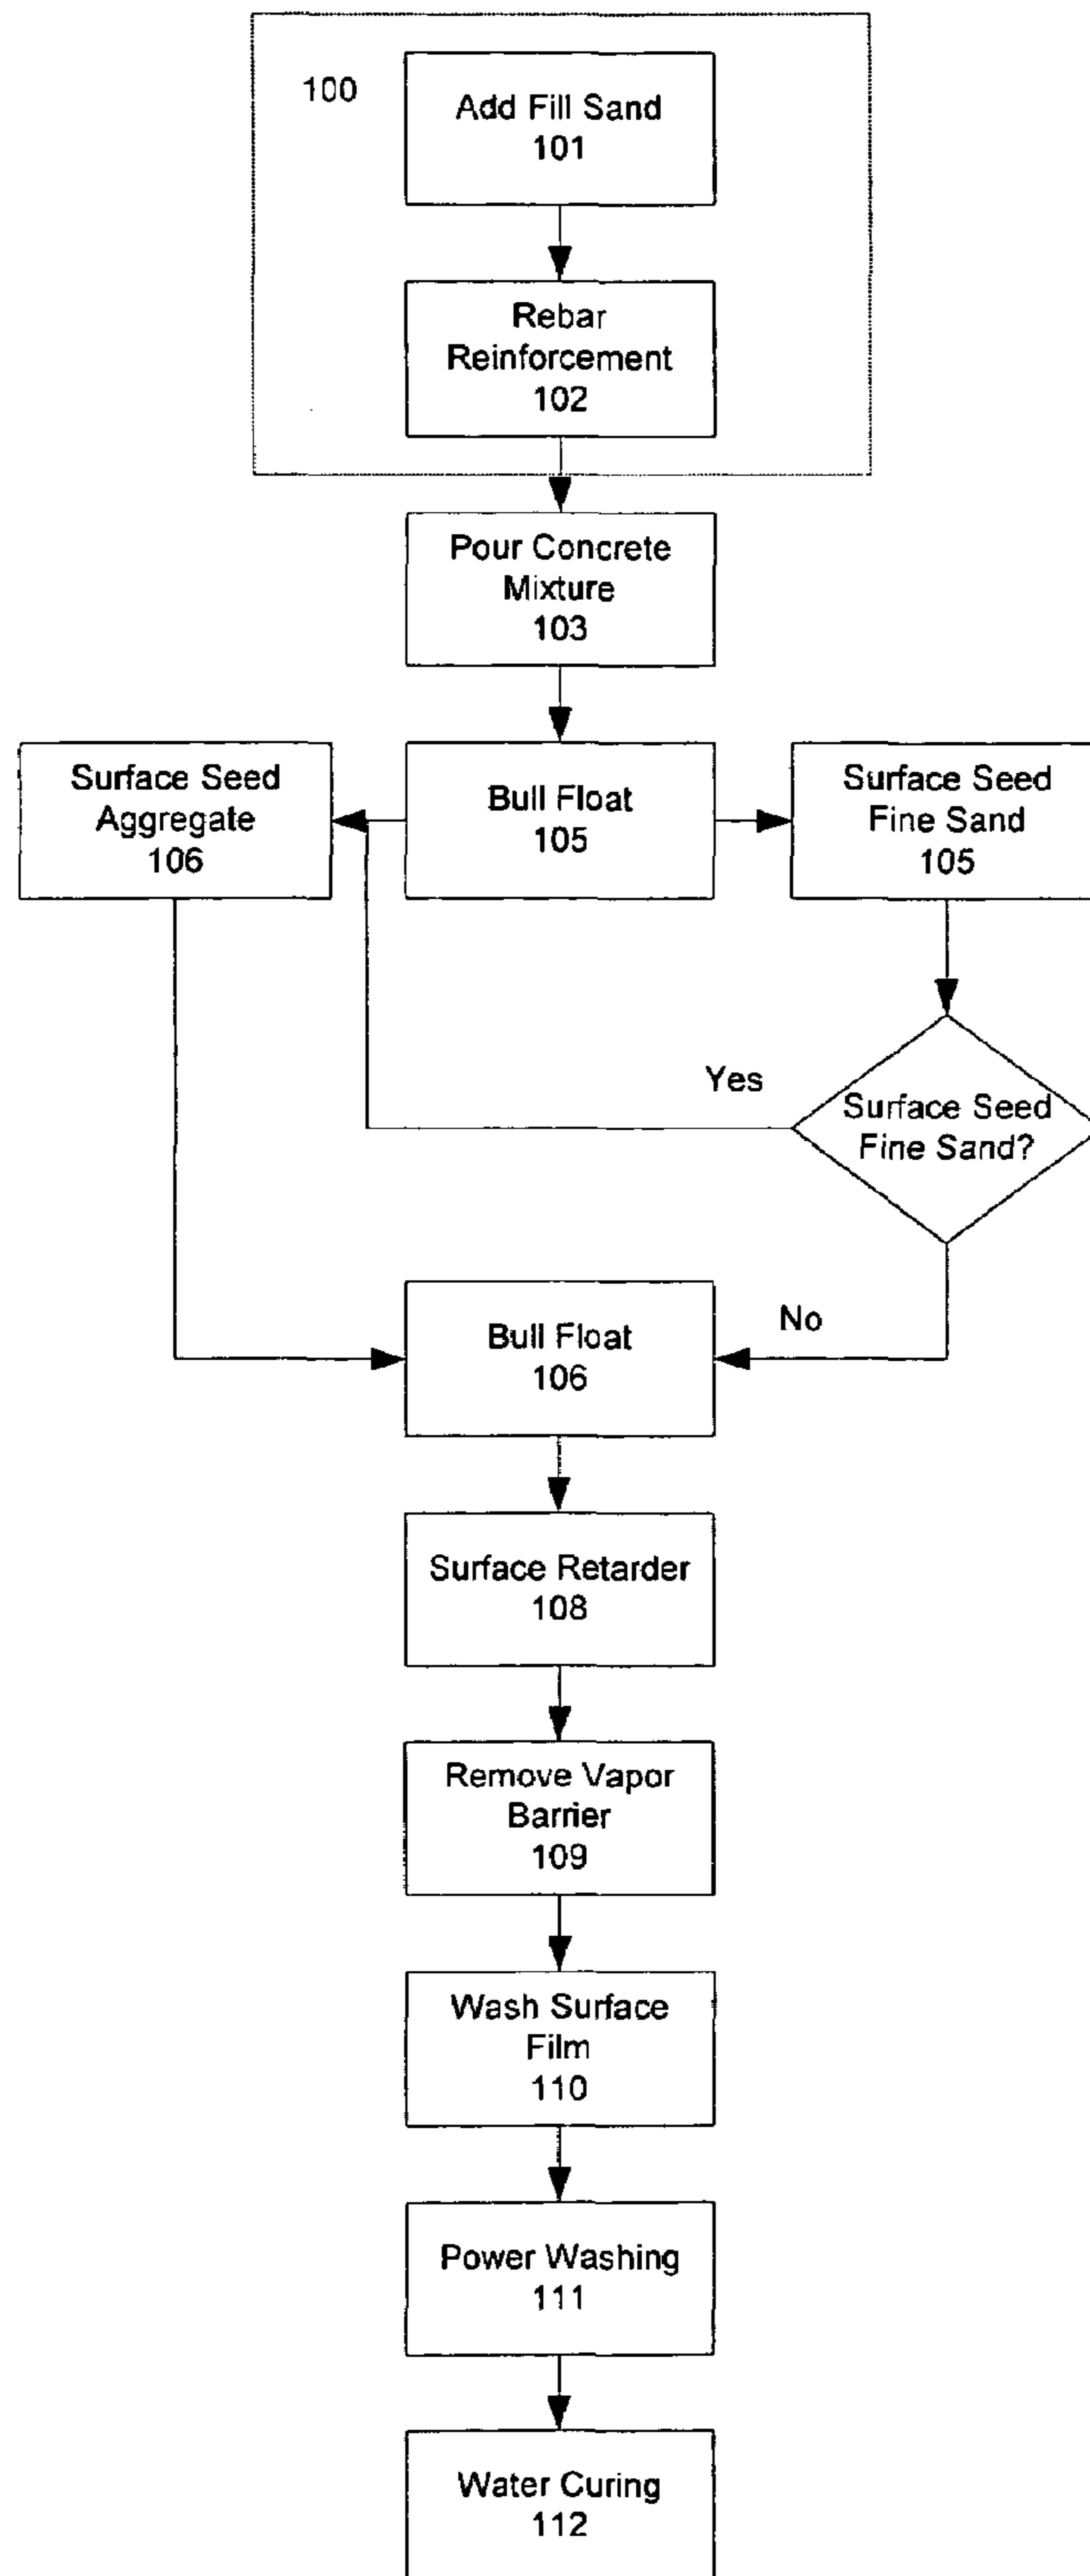 100
Add Fill Sand
101
Rebar
Reinforcement
102
Pour Concrete
Mixture
103
Surface Seed
Aggregate
106
Bull Float
105
Surface Seed
Fine Sand
105
Yes
Surface Seed
Fine Sand?
No
Bull Float
106
Surface Retarder
108
Remove Vapor
Barrier
109
Wash Surface
Film
110
Power Washing
111
Water Curing
112